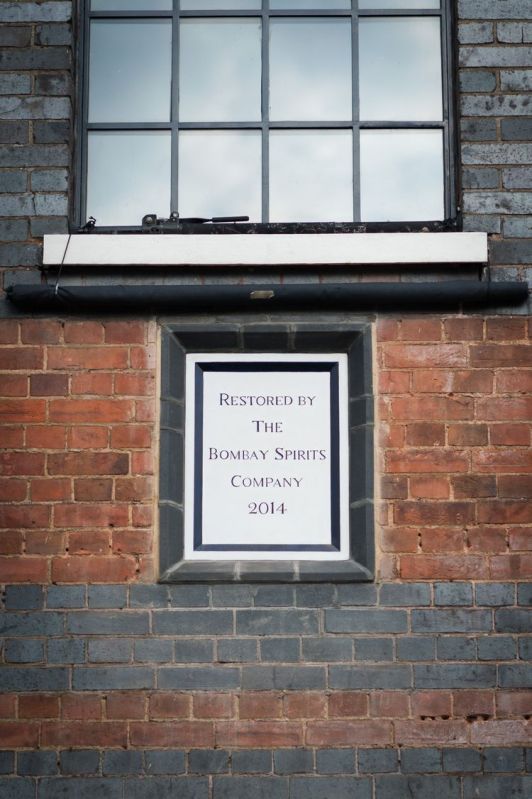 Restored by
The
Bombay Spirits
Company
2014